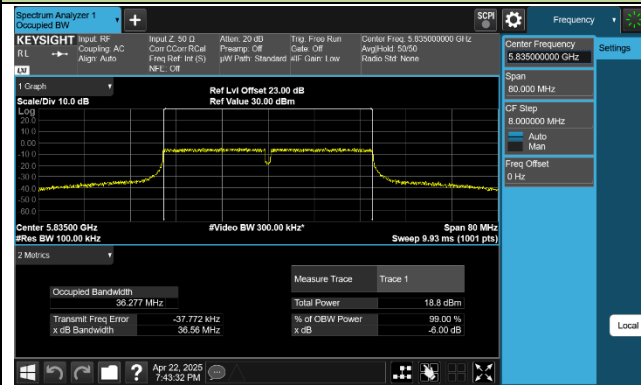 Spectrum Analyzer 1
Occupied BW
+
SCPI
Frequency
KEYSIGHT
RL
LXI
Input: RF
Coupling: AC
Align: Auto
Input Z: 50 Ω
Corr CCorr RCal
Freq Ref: Int (S)
NFE: Off
Atten: 20 dB
Preamp: Off
µW Path: Standard
Trig: Free Run
Gate: Off
#IF Gain: Low
Center Freq: 5.835000000 GHz
Avg|Hold: 50/50
Radio Std: None
1 Graph
Scale/Div 10.0 dB
Ref Lvl Offset 23.00 dB
Ref Value 30.00 dBm
Log
20.0
10.0
0.00
-10.0
-20.0
-30.0
-40.0
-50.0
-60.0
Center 5.83500 GHz
#Res BW 100.00 kHz
#Video BW 300.00 kHz*
Span 80 MHz
Sweep 9.93 ms (1001 pts)
2 Metrics
Measure Trace
Trace 1
Occupied Bandwidth
36.277 MHz
Total Power
18.8 dBm
Transmit Freq Error
-37.772 kHz
% of OBW Power
99.00 %
x dB Bandwidth
36.56 MHz
x dB
-6.00 dB
Center Frequency
5.835000000 GHz
Settings
Span
80.000 MHz
CF Step
8.000000 MHz
Auto
Man
Freq Offset
0 Hz
Local
?
Apr 22, 2025
7:43:32 PM